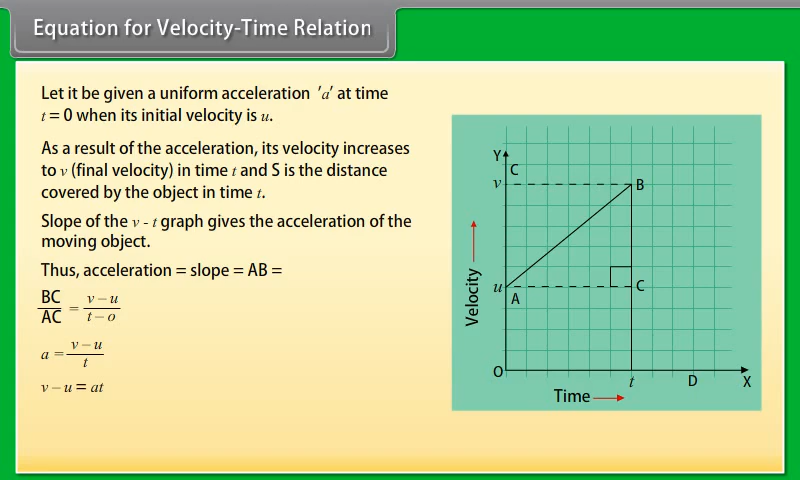 Equation for Velocity-Time Relation
Let it be given a uniform acceleration 'a' at time
t = 0 when its initial velocity is u.
As a result of the acceleration, its velocity increases
to v (final velocity) in time t and S is the distance
covered by the object in time t.
Slope of the v - t graph gives the acceleration of the
moving object.
Thus, acceleration = slope = AB =
BC/AC = v – u/t – o
a = v – u/t
v – u = at
Y
C
v
B
u
A
C
Velocity
O
t
D
X
Time